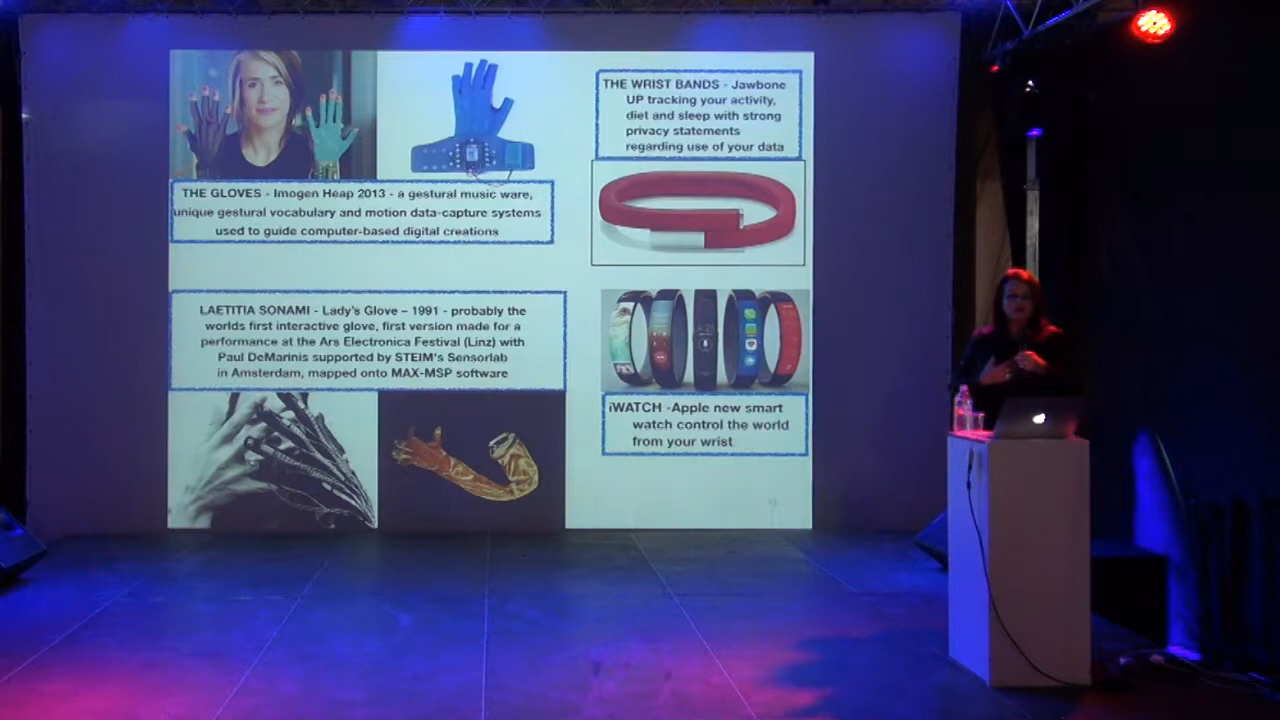 THE GLOVES - Imogen Heap 2013 - a gestural music ware,
unique gestural vocabulary and motion data-capture systems
used to guide computer-based digital creations
LAETITIA SONAMI - Lady's Glove – 1991 - probably the
worlds first interactive glove, first version made for a
performance at the Ars Electronica Festival (Linz) with
Paul DeMarinis supported by STEIM's Sensorlab
in Amsterdam, mapped onto MAX-MSP software
THE WRIST BANDS - Jawbone
UP tracking your activity,
diet and sleep with strong
privacy statements
regarding use of your data
iWATCH -Apple new smart
watch control the world
from your wrist